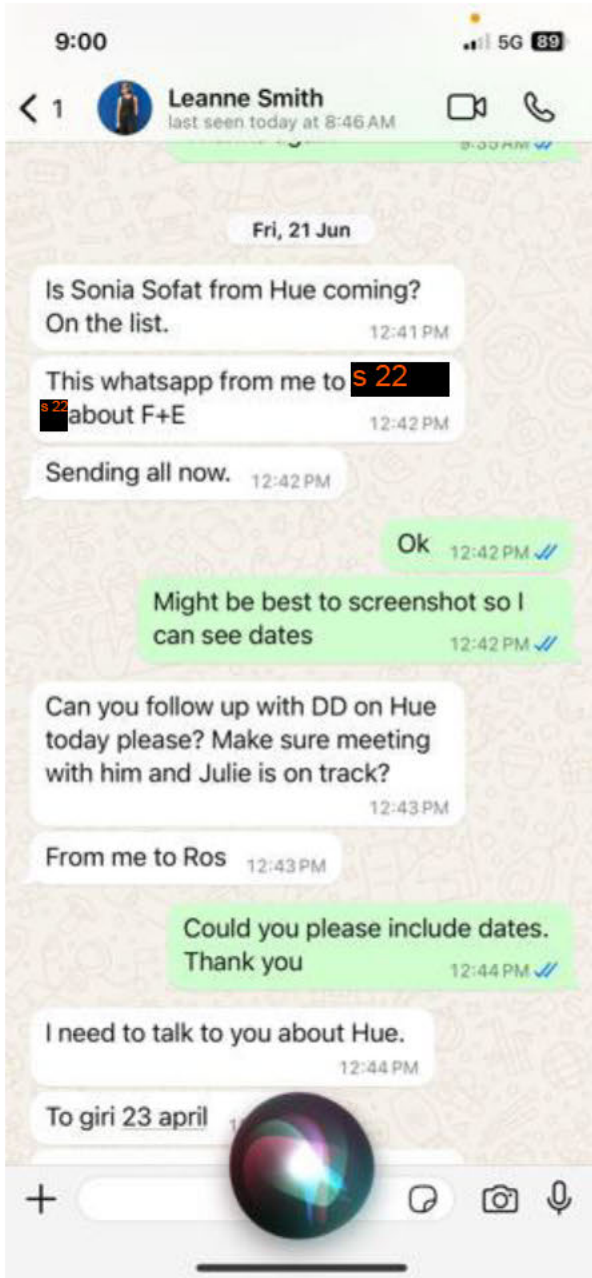 9:00
5G 89
1
Leanne Smith
last seen today at 8:46 AM
9:35 AM
Fri, 21 Jun
Is Sonia Sofat from Hue coming?
On the list.
12:41 PM
This whatsapp from me to s 22
s 22 about F+E
12:42 PM
Sending all now. 12:42 PM
Ok 12:42 PM
Might be best to screenshot so I
can see dates
12:42 PM
Can you follow up with DD on Hue
today please? Make sure meeting
with him and Julie is on track?
12:43 PM
From me to Ros 12:43 PM
Could you please include dates.
Thank you
12:44 PM
I need to talk to you about Hue.
12:44 PM
To giri 23 april